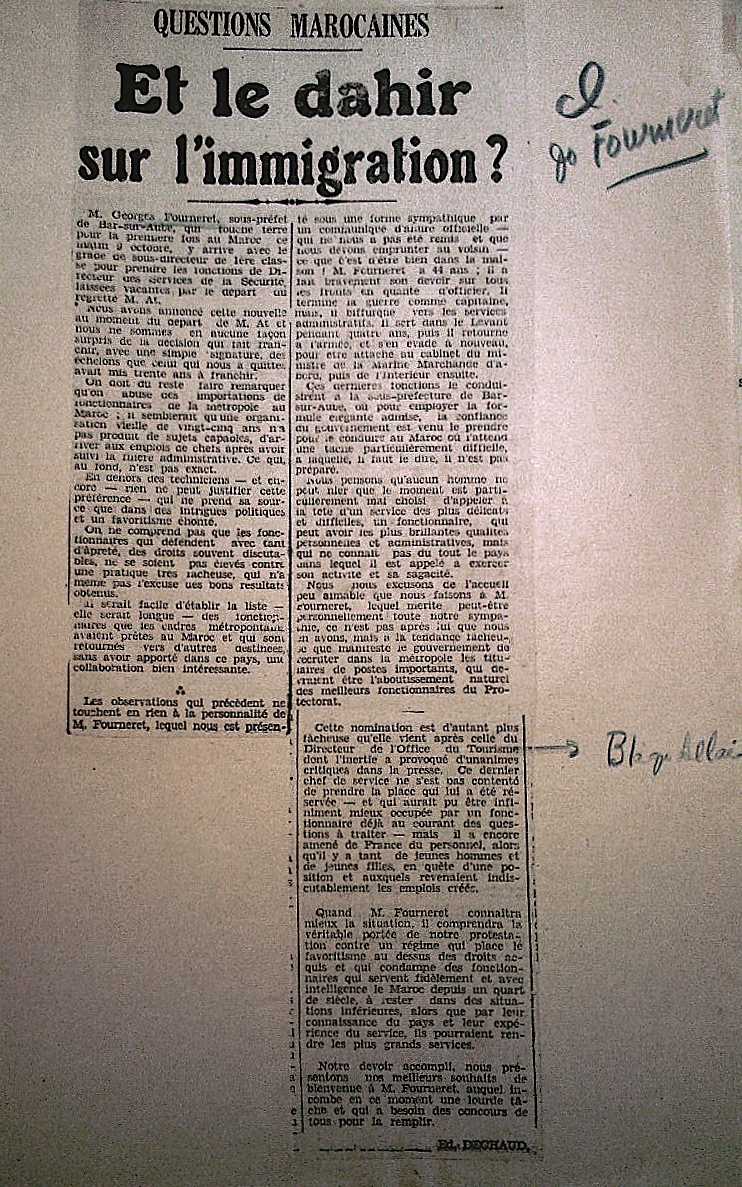 QUESTIONS MAROCAINES
Et le dahir
sur l'immigration ?
Fourneret
M. Georges Fourneret, sous-préfet
de Bar-sur-Aube, qui touche terre
pour la première fois au Maroc ce
matin 9 octobre, y arrive avec le
grade de sous-directeur de 1ère clas-
se pour prendre les fonctions de Di-
recteur des Services de la Sécurité,
laissées vacantes par le départ du
regretté M. At.
Nous avons annoncé cette nouvelle
au moment du départ de M. At et
nous ne sommes en aucune façon
surpris de la décision qui fait fran-
chir, avec une simple signature, des
échelons que celui qui nous a quittés
avait mis trente ans à franchir.
On doit du reste faire remarquer
qu'on abuse des importations de
fonctionnaires de la métropole au
Maroc ; il semblerait qu'une organi-
sation vieille de vingt-cinq ans n'a
pas produit de sujets capables, d'ar-
river aux emplois de chefs après avoir
suivi la filière administrative. Ce qui,
au fond, n'est pas exact.
En dehors des techniciens — et en-
core — rien ne peut justifier cette
préférence — qui ne prend sa sour-
ce que dans des intrigues politiques
et un favoritisme éhonté.
On ne comprend pas que les fonc-
tionnaires qui défendent avec tant
d'âpreté, des droits souvent discuta-
bles, ne se soient pas élevés contre
une pratique très fâcheuse, qui n'a
même pas l'excuse des bons resultats
obtenus.
Il serait facile d'établir la liste —
elle serait longue — des fonction-
naires que les cadres métropolitains
avaient prêtés au Maroc et qui sont
retournés vers d'autres destinées,
sans avoir apporté dans ce pays, une
collaboration bien intéressante.
Les observations qui précèdent ne
touchent en rien à la personnalité de
M. Fourneret, lequel nous est présen-
té sous une forme sympathique par
un communiqué d'allure officielle —
qui ne nous a pas été remis et que
nous devons emprunter au voisin —
ce que c'est d'être bien dans la mai-
son ! M. Fourneret a 44 ans ; il a
fait bravement son devoir sur tous
les fronts en qualité d'officier. Il
termine la guerre comme capitaine,
mais, il bifurque vers les services
administratifs. Il sert dans le Levant
pendant quatre ans, puis il retourne
à l'armée, et s'en évade à nouveau,
pour être attaché au cabinet du mi-
nistre de la Marine Marchande d'a-
bord, puis de l'Intérieur ensuite.
Ces dernières fonctions le condui-
sirent à la sous-préfecture de Bar-
sur-Aube, où pour employer la for-
mule élégante admise, la confiance
du gouvernement est venu le prendre
pour le conduire au Maroc où l'attend
une tâche particulièrement difficile,
à laquelle, il faut le dire, il n'est pas
préparé.
Nous pensons qu'aucun homme ne
peut nier que le moment est parti-
culièrement mal choisi d'appeler à
la tête d'un service des plus délicats
et difficiles, un fonctionnaire, qui
peut avoir les plus brillantes qualités
personnelles et administratives, mais
qui ne connait pas du tout le pays
dans lequel il est appelé à exercer
son activité et sa sagacité.
Nous nous excusons de l'accueil
peu aimable que nous faisons à M.
Fourneret, lequel mérite peut-être
personnellement toute notre sympa-
thie, ce n'est pas après lui que nous
en avons, mais à la tendance fâcheu-
se que manifeste le gouvernement de
recruter dans la métropole les titu-
laires de postes importants, qui de-
vraient être l'aboutissement naturel
des meilleurs fonctionnaires du Pro-
tectorat.
Cette nomination est d'autant plus
fâcheuse qu'elle vient après celle du
Directeur de l'Office du Tourisme
dont l'inertie a provoqué d'unanimes
critiques dans la presse. Ce dernier
chef de service ne s'est pas contenté
de prendre la place qui lui a été ré-
servée — et qui aurait pu être infi-
niment mieux occupée par un fonc-
tionnaire déjà au courant des ques-
tions à traiter — mais il a encore
amené de France du personnel, alors
qu'il y a tant de jeunes hommes et
de jeunes filles, en quête d'une po-
sition et auxquels revenaient indis-
cutablement les emplois créés.
Quand M. Fourneret connaîtra
mieux la situation, il comprendra la
véritable portée de notre protesta-
tion contre un régime qui place le
favoritisme au dessus des droits ac-
quis et qui condamne des fonction-
naires qui servent fidèlement et avec
intelligence le Maroc depuis un quart
de siècle, à rester dans des situa-
tions inférieures, alors que par leur
connaissance du pays et leur expé-
rience du service, ils pourraient ren-
dre les plus grands services.
Notre devoir accompli, nous pré-
sentons nos meilleurs souhaits de
bienvenue à M. Fourneret, auquel in-
combe en ce moment une lourde tâ-
che et qui a besoin des concours de
tous pour la remplir.
Ed. DECHAUD.